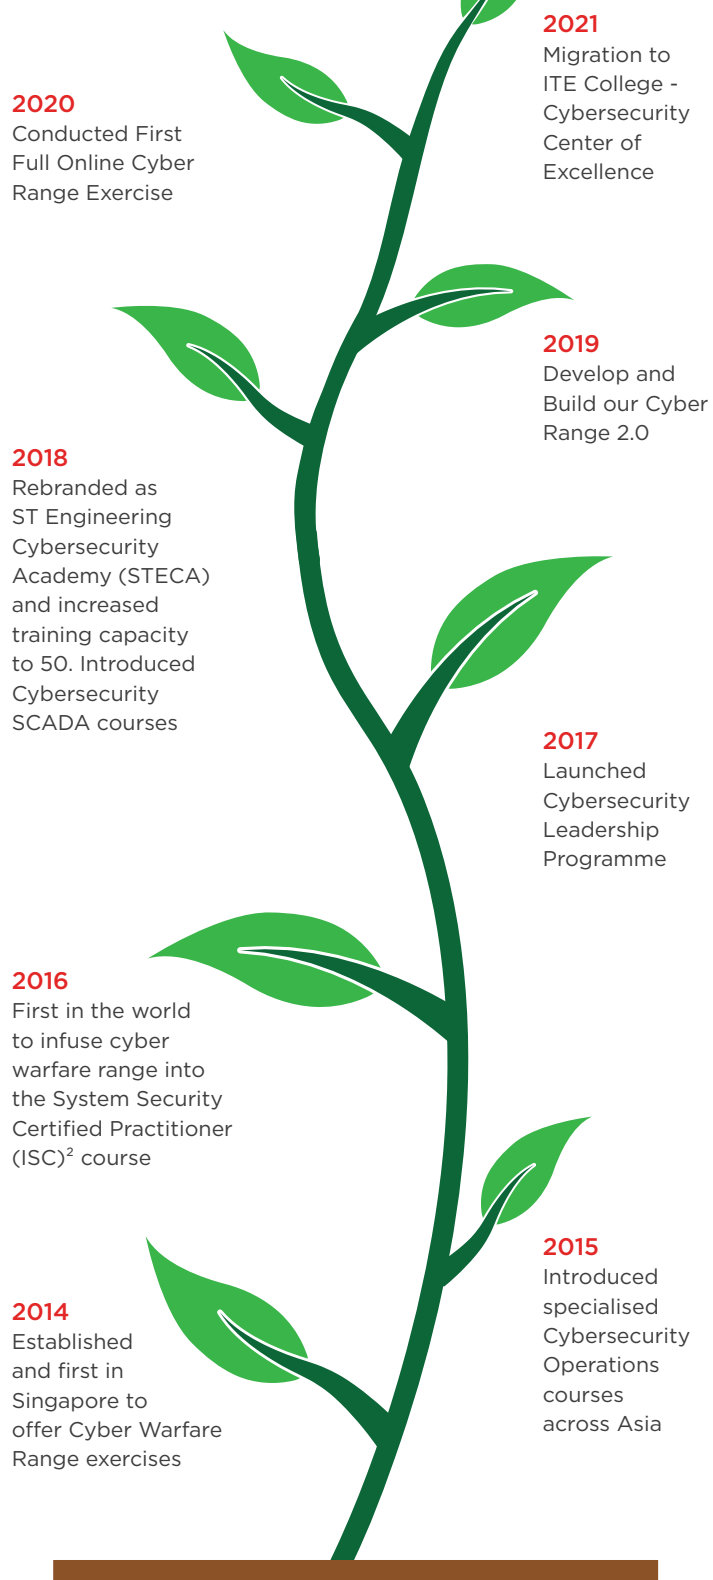 2021
Migration to
ITE College -
Cybersecurity
Center of
Excellence
2020
Conducted First
Full Online Cyber
Range Exercise
2019
Develop and
Build our Cyber
Range 2.0
2018
Rebranded as
ST Engineering
Cybersecurity
Academy (STECA)
and increased
training capacity
to 50. Introduced
Cybersecurity
SCADA courses
2017
Launched
Cybersecurity
Leadership
Programme
2016
First in the world
to infuse cyber
warfare range into
the System Security
Certified Practitioner
(ISC)² course
2015
Introduced
specialised
Cybersecurity
Operations
courses
across Asia
2014
Established
and first in
Singapore to
offer Cyber Warfare
Range exercises